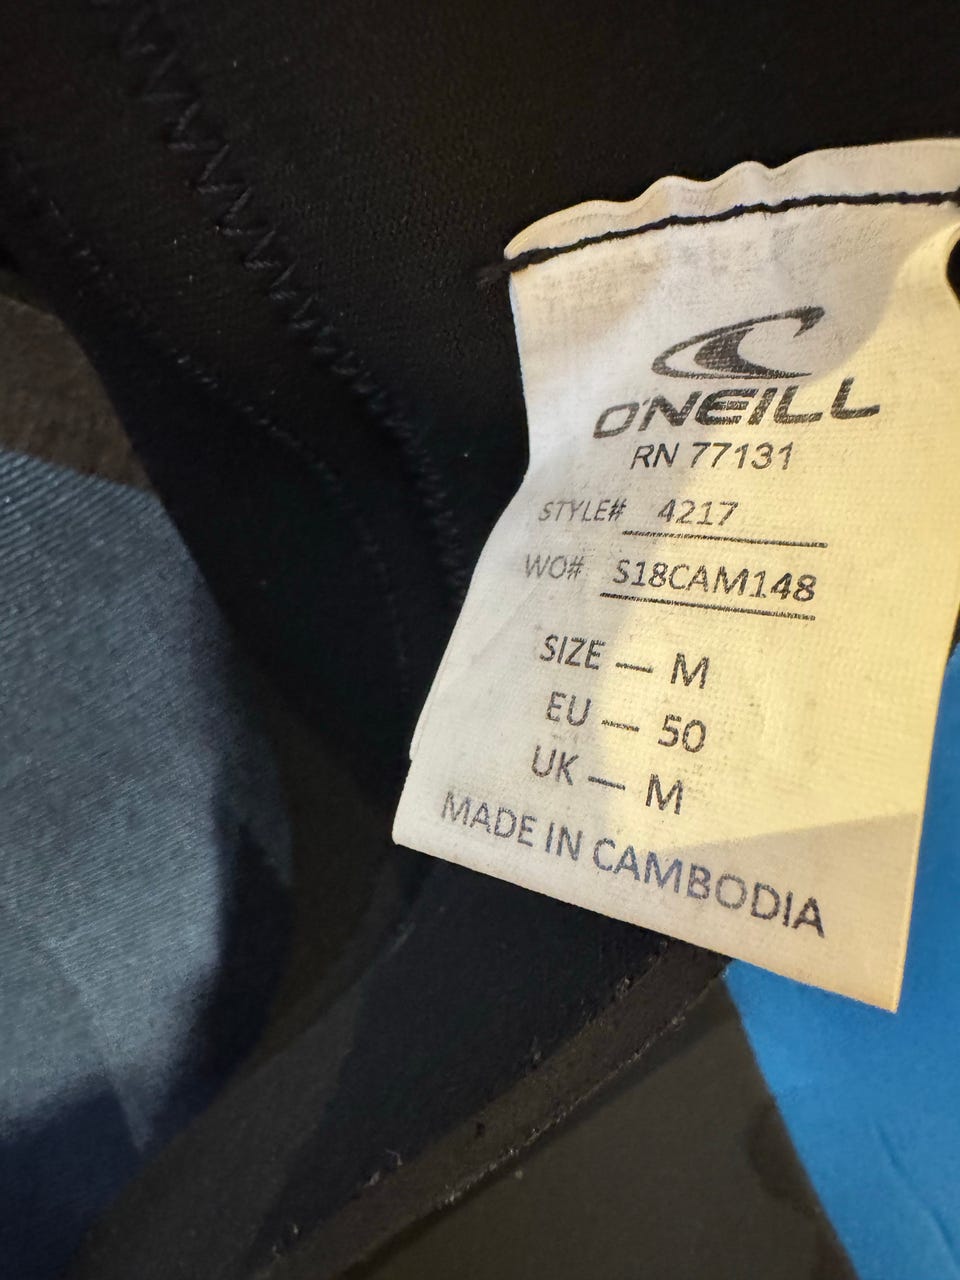 O'NEILL
RN 77131
STYLE# 4217
WO# S18CAM148
SIZE — M
EU — 50
UK — M
MADE IN CAMBODIA